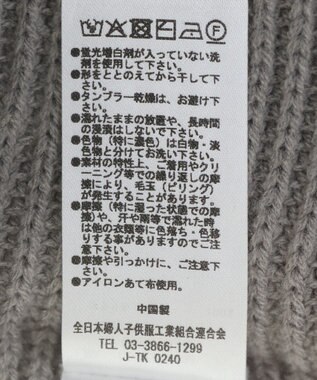 F
●蛍光増白剤が入っていない洗
剤を使用して下さい。
●形をととのえてから干して下
さい。
●タンブラー乾燥は、お避け下
さい。
●濡れたままの放置や、長時間
の浸漬はしないで下さい。
●色物（特に濃色）は白物・淡
色物と分けてお洗い下さい。
●素材の特性上、ご着用やクリ
ーニング等での繰り返しの摩
擦により、毛玉（ピリング）
が発生することがあります。
●摩擦（特に湿った状態での摩
擦）や、汗や雨等で濡れた時
は他の衣類等に色落ち・色移
りする事がありますのでご注
意下さい。
●摩擦や引っかけに、ご注意下
さい。
●アイロンあて布使用。
中国製
全日本婦人子供服工業組合連合会
TEL 03-3866-1299
J-TK 0240